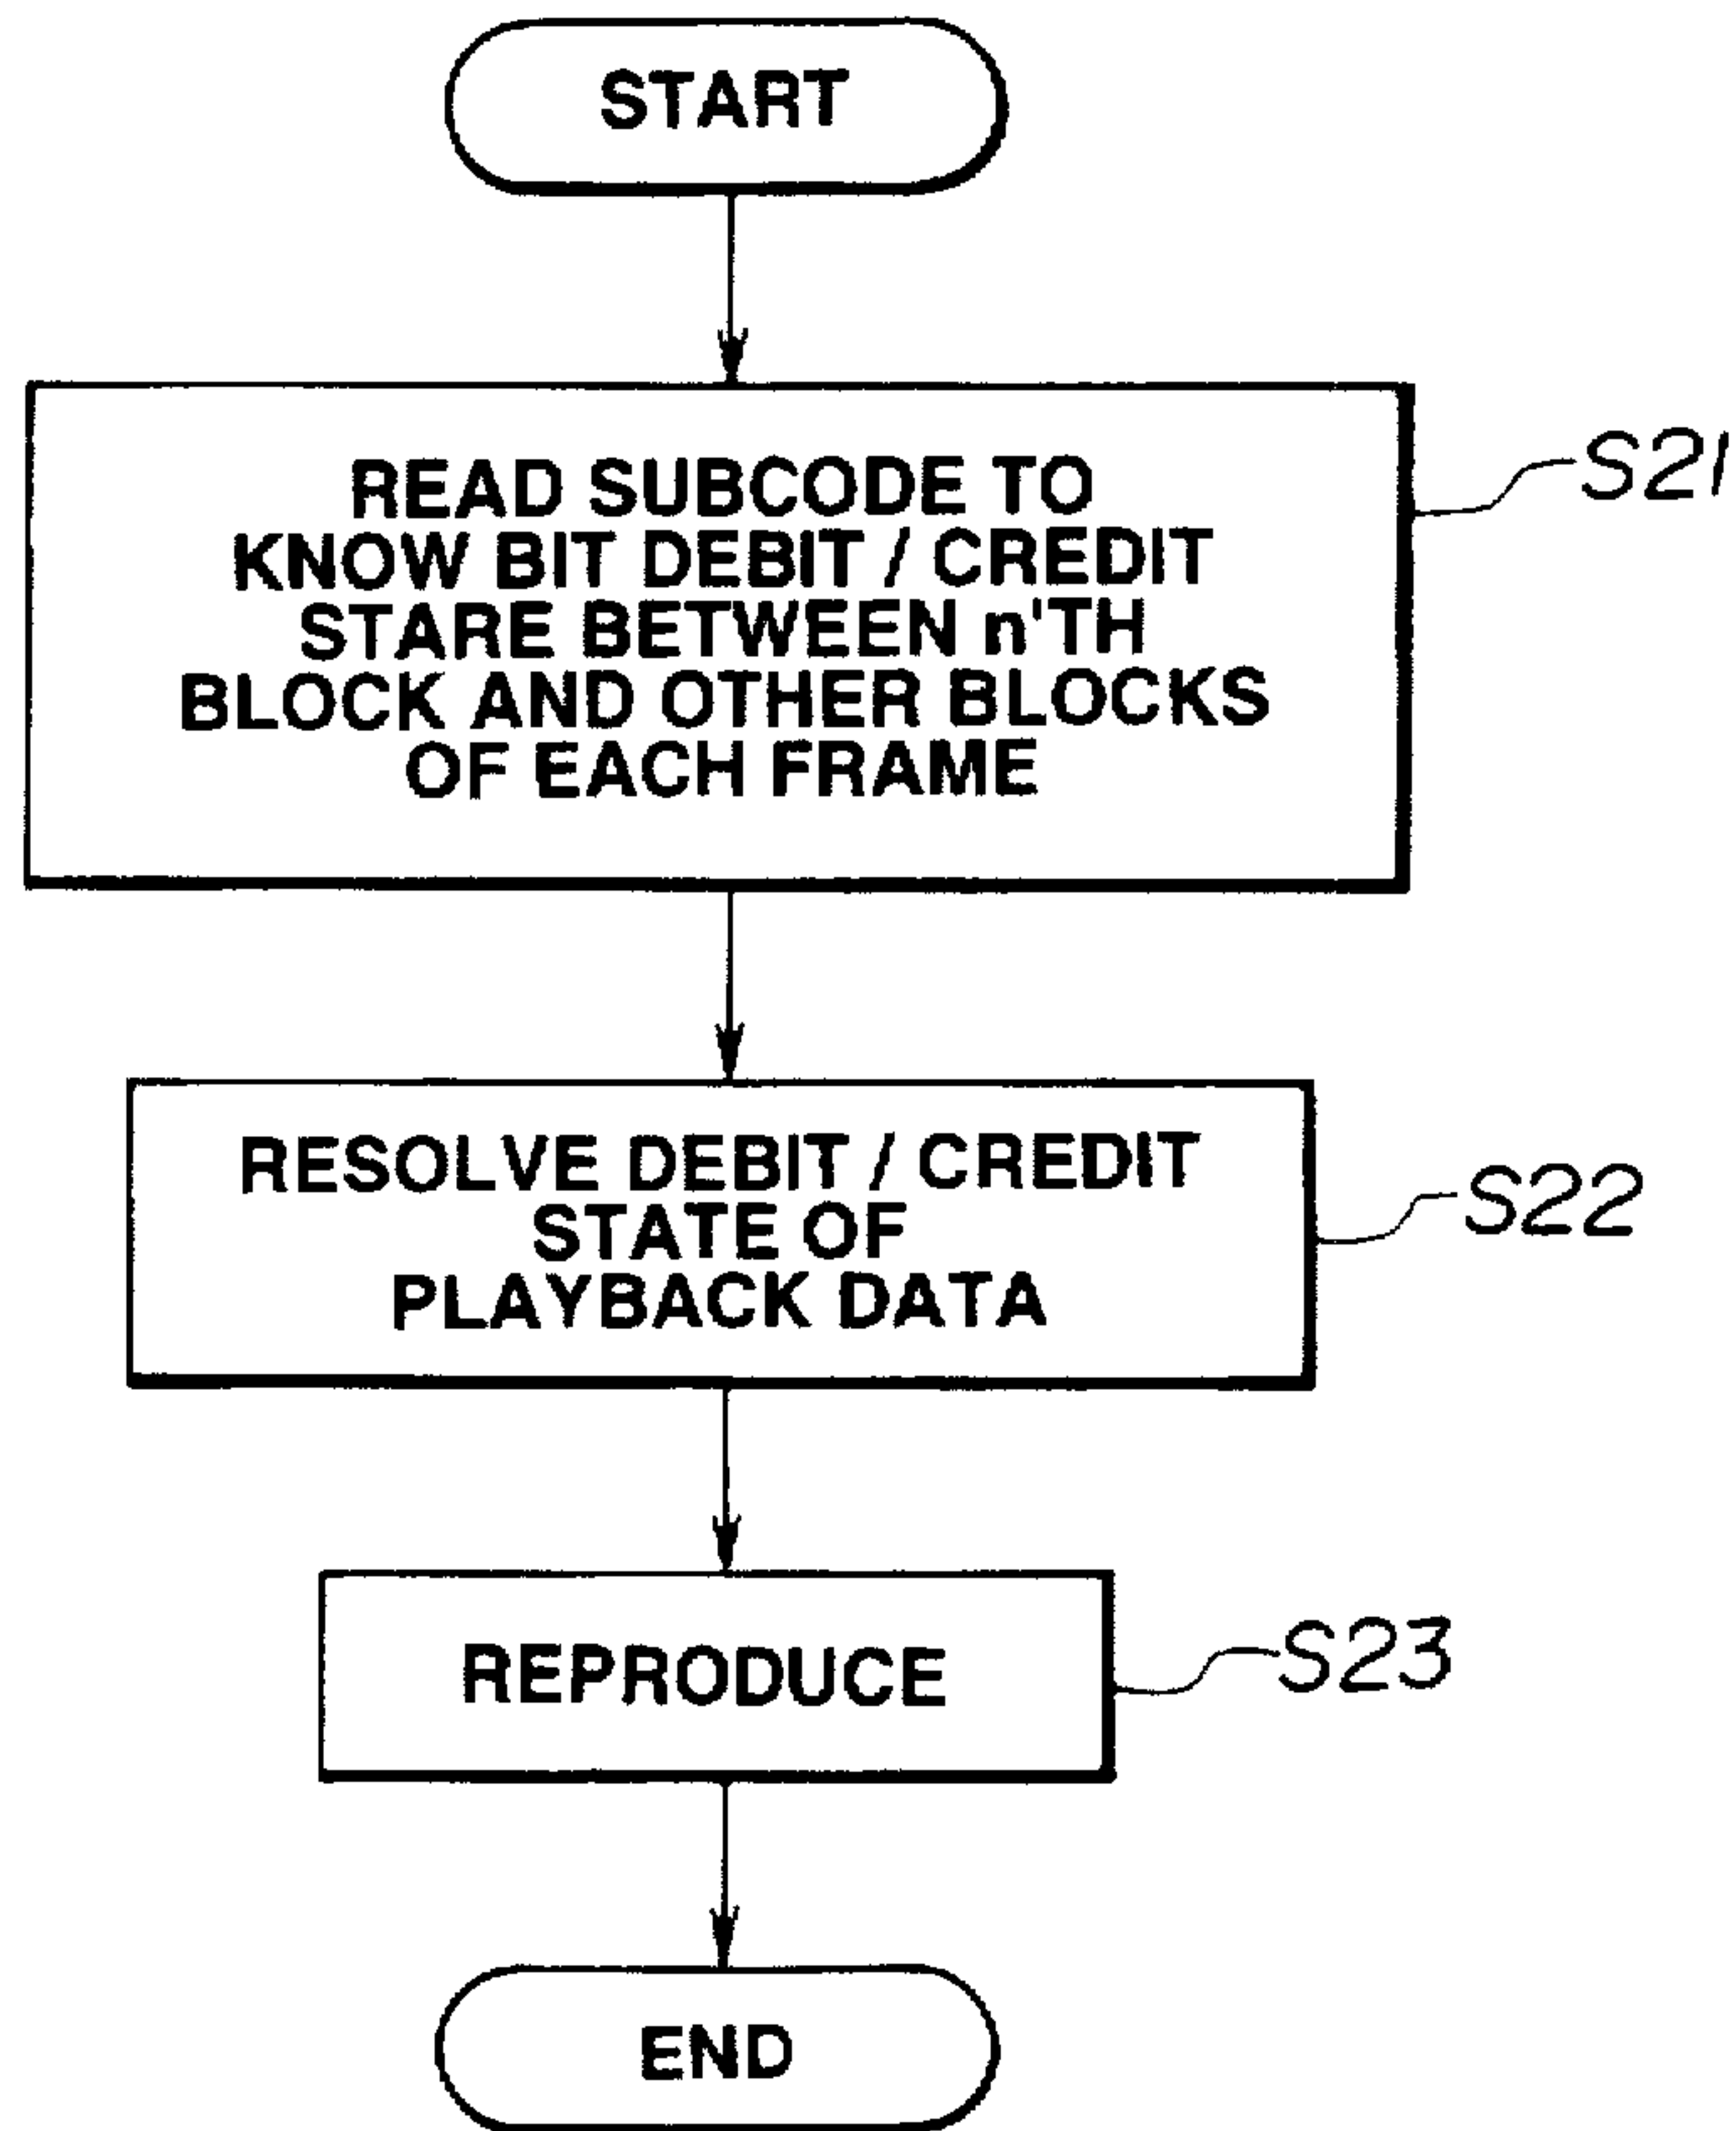 START
READ SUBCODE TO
KNOW BIT DEBIT / CREDIT
STARE BETWEEN n'TH
BLOCK AND OTHER BLOCKS
OF EACH FRAME
S21
RESOLVE DEBIT / CREDIT
STATE OF
PLAYBACK DATA
S22
REPRODUCE
S23
END